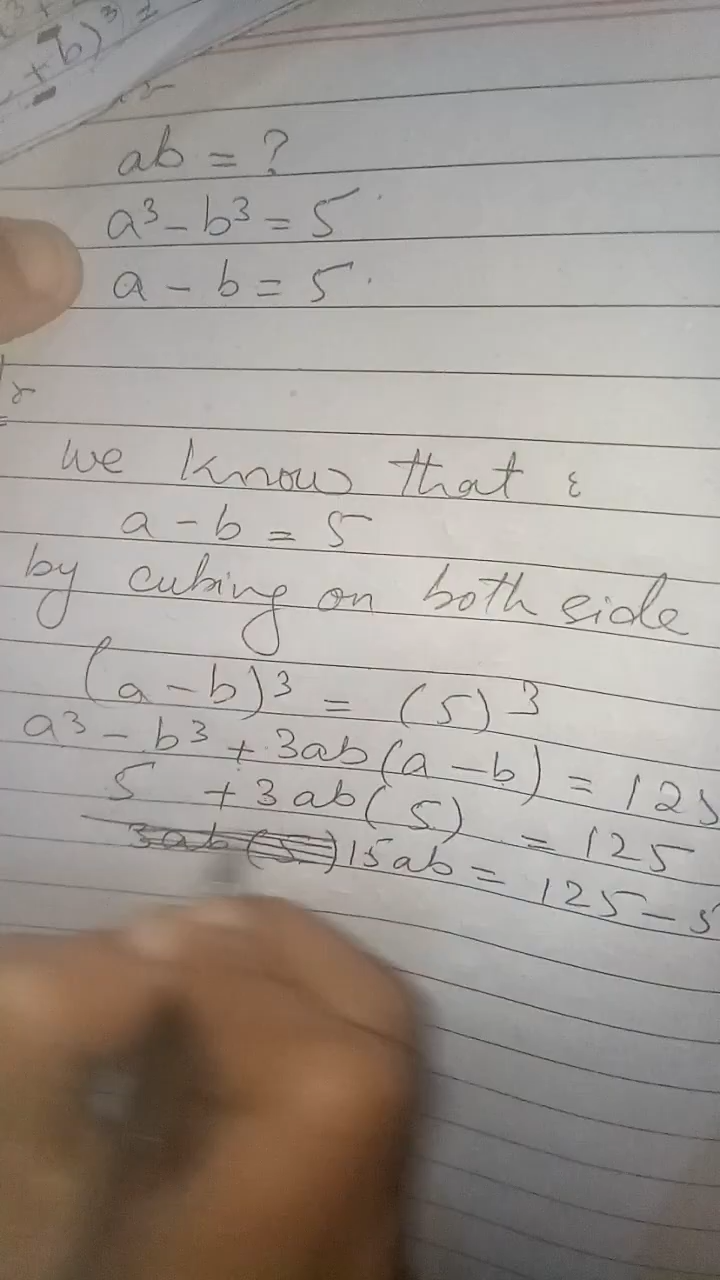 +b)³
ab = ?
a³ - b³ = 5
a - b = 5
we know that
a - b = 5
by cubing on both side
(a - b)³ = (5)³
a³ - b³ + 3ab(a - b) = 125
5 + 3ab(5) = 125
15ab = 125 - 5